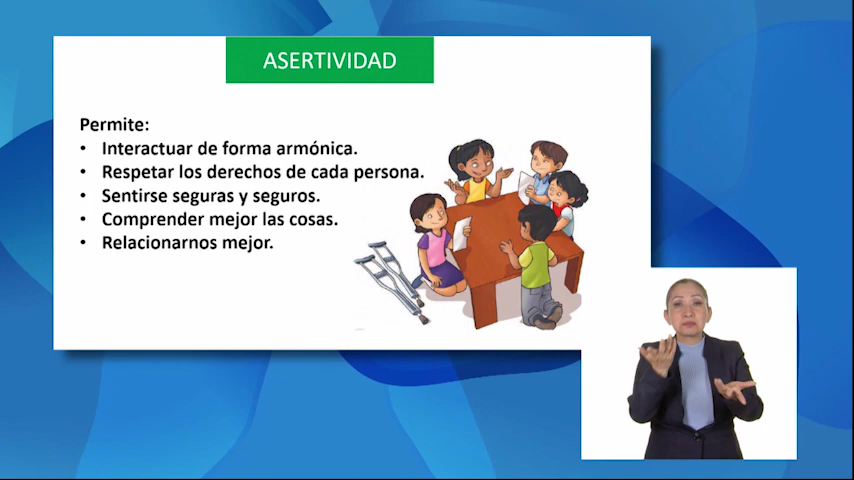 ASERTIVIDAD
Permite:
• Interactuar de forma armónica.
• Respetar los derechos de cada persona.
• Sentirse seguras y seguros.
• Comprender mejor las cosas.
• Relacionarnos mejor.